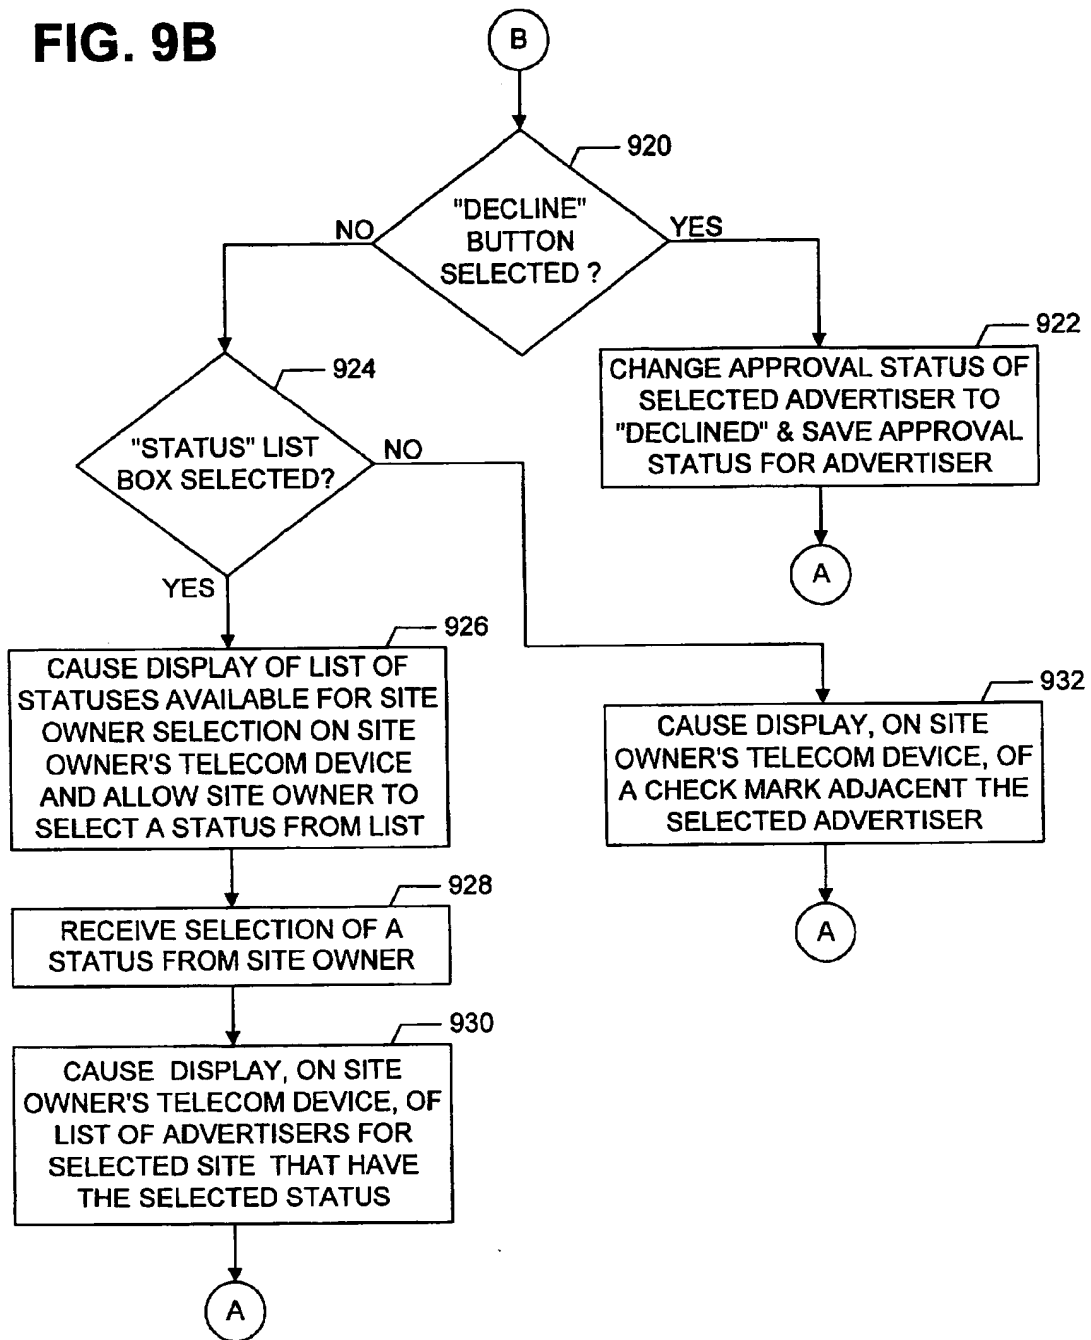 FIG. 9B
B
920
"DECLINE"
BUTTON
SELECTED ?
NO
YES
922
CHANGE APPROVAL STATUS OF
SELECTED ADVERTISER TO
"DECLINED" & SAVE APPROVAL
STATUS FOR ADVERTISER
A
924
"STATUS" LIST
BOX SELECTED?
NO
YES
926
CAUSE DISPLAY OF LIST OF
STATUSES AVAILABLE FOR SITE
OWNER SELECTION ON SITE
OWNER'S TELECOM DEVICE
AND ALLOW SITE OWNER TO
SELECT A STATUS FROM LIST
932
CAUSE DISPLAY, ON SITE
OWNER'S TELECOM DEVICE, OF
A CHECK MARK ADJACENT THE
SELECTED ADVERTISER
A
928
RECEIVE SELECTION OF A
STATUS FROM SITE OWNER
930
CAUSE DISPLAY, ON SITE
OWNER'S TELECOM DEVICE, OF
LIST OF ADVERTISERS FOR
SELECTED SITE THAT HAVE
THE SELECTED STATUS
A